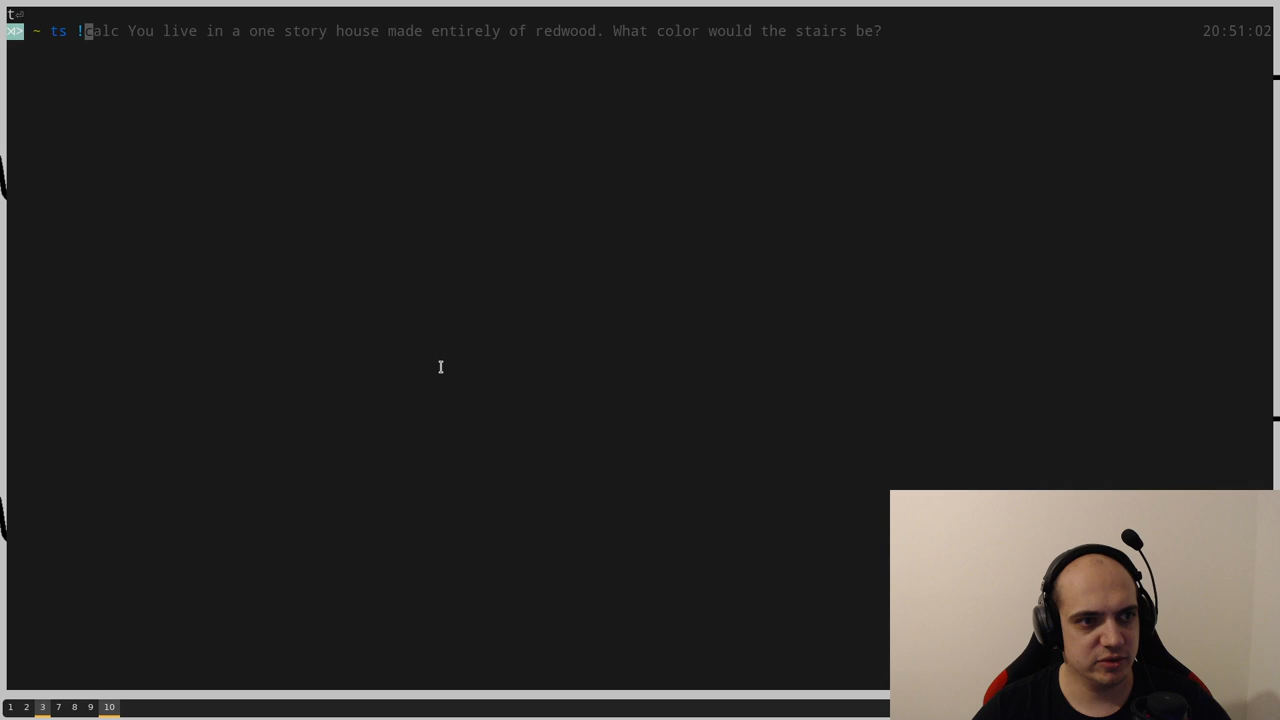 t⏎
x> ~ ts !calc You live in a one story house made entirely of redwood. What color would the stairs be? 20:51:02
1 2 3 7 8 9 10